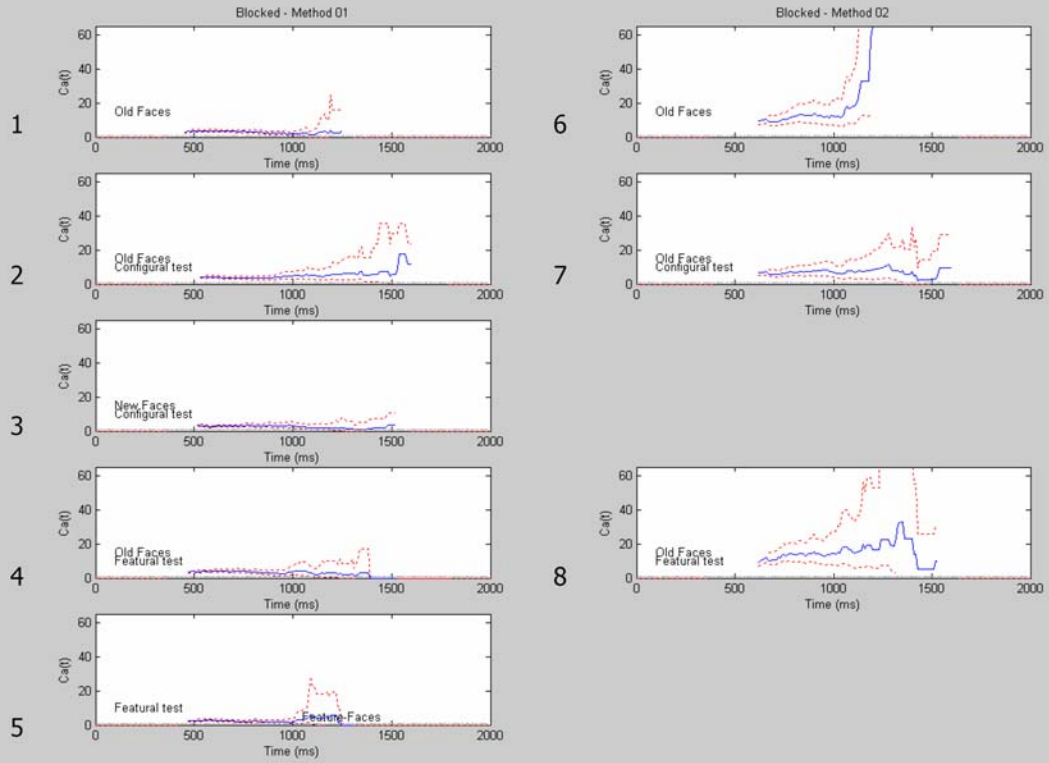 Blocked - Method 01
60
40
20
0
Ca(t)
Old Faces
1
0 500 1000 1500 2000
Time (ms)
60
40
20
0
Ca(t)
Old Faces
Configural test
2
0 500 1000 1500 2000
Time (ms)
60
40
20
0
Ca(t)
New Faces
Configural test
3
0 500 1000 1500 2000
Time (ms)
60
40
20
0
Ca(t)
Old Faces
Featural test
4
0 500 1000 1500 2000
Time (ms)
60
40
20
0
Ca(t)
Featural test
Feature-Faces
5
0 500 1000 1500 2000
Time (ms)
Blocked - Method 02
60
40
20
0
Ca(t)
Old Faces
6
0 500 1000 1500 2000
Time (ms)
60
40
20
0
Ca(t)
Old Faces
Configural test
7
0 500 1000 1500 2000
Time (ms)
60
40
20
0
Ca(t)
Old Faces
Featural test
8
0 500 1000 1500 2000
Time (ms)